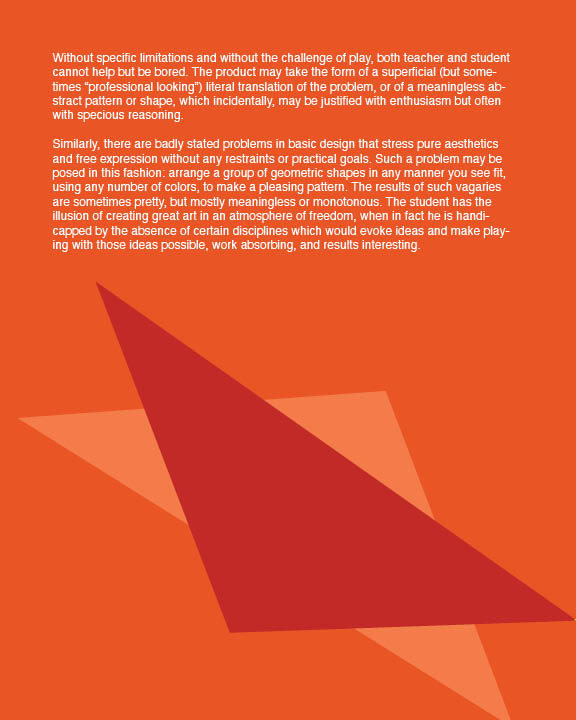 Without specific limitations and without the challenge of play, both teacher and student
cannot help but be bored. The product may take the form of a superficial (but some-
times “professional looking”) literal translation of the problem, or of a meaningless ab-
stract pattern or shape, which incidentally, may be justified with enthusiasm but often
with specious reasoning.
Similarly, there are badly stated problems in basic design that stress pure aesthetics
and free expression without any restraints or practical goals. Such a problem may be
posed in this fashion: arrange a group of geometric shapes in any manner you see fit,
using any number of colors, to make a pleasing pattern. The results of such vagaries
are sometimes pretty, but mostly meaningless or monotonous. The student has the
illusion of creating great art in an atmosphere of freedom, when in fact he is handi-
capped by the absence of certain disciplines which would evoke ideas and make play-
ing with those ideas possible, work absorbing, and results interesting.